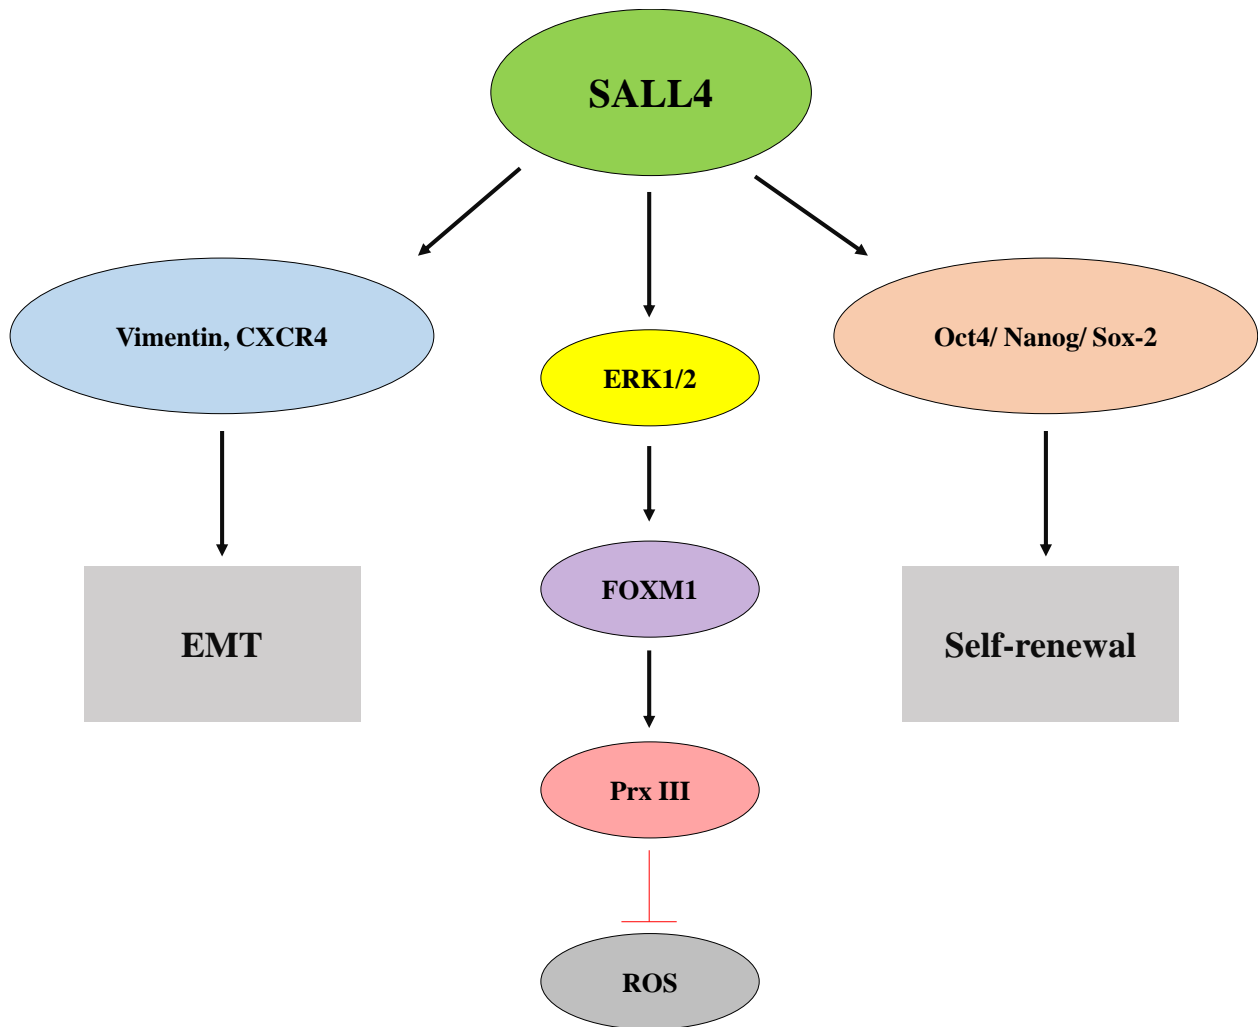 SALL4
Vimentin, CXCR4
Oct4/ Nanog/ Sox-2
ERK1/2
FOXM1
EMT
Self-renewal
Prx III
ROS